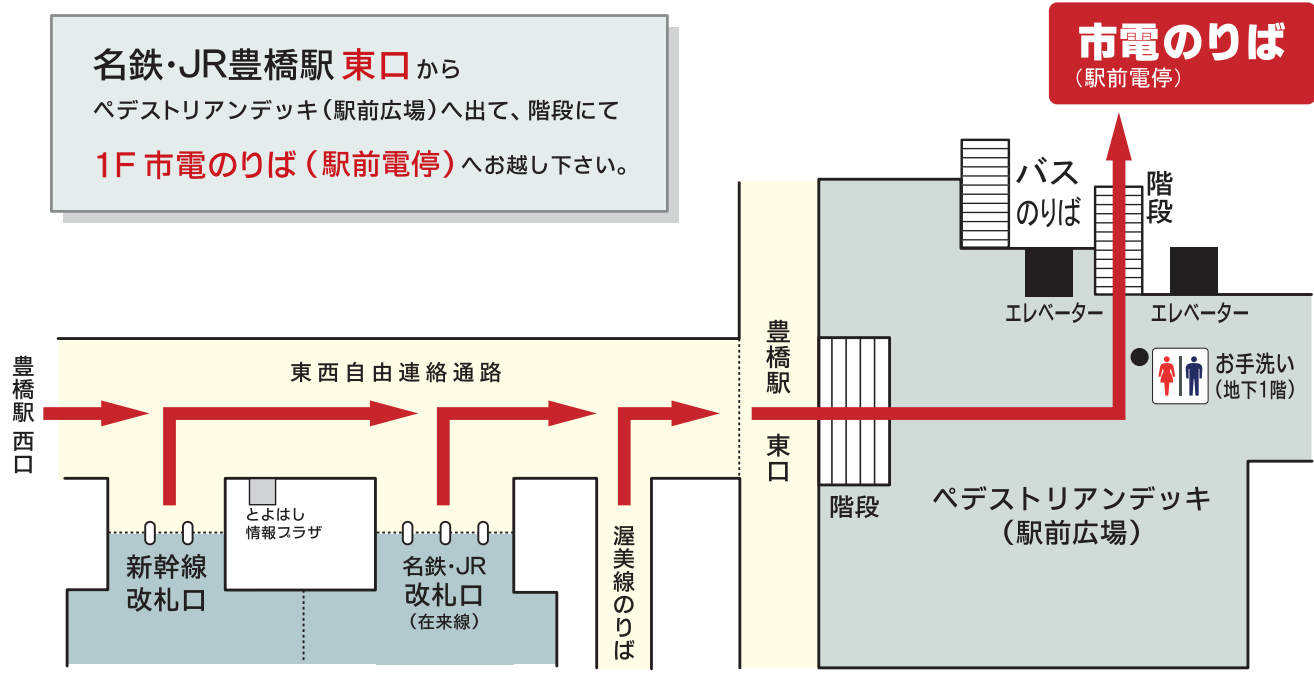 名鉄・JR豊橋駅 東口から
ペデストリアンデッキ（駅前広場）へ出て、階段にて
1F 市電のりば（駅前電停）へお越し下さい。
市電のりば
（駅前電停）
バス
のりば
階段
エレベーター
エレベーター
お手洗い
（地下1階）
豊橋駅 西口
東西自由連絡通路
豊橋駅 東口
階段
ペデストリアンデッキ
（駅前広場）
とよはし
情報プラザ
新幹線
改札口
名鉄・JR
改札口
（在来線）
渥美線のりば